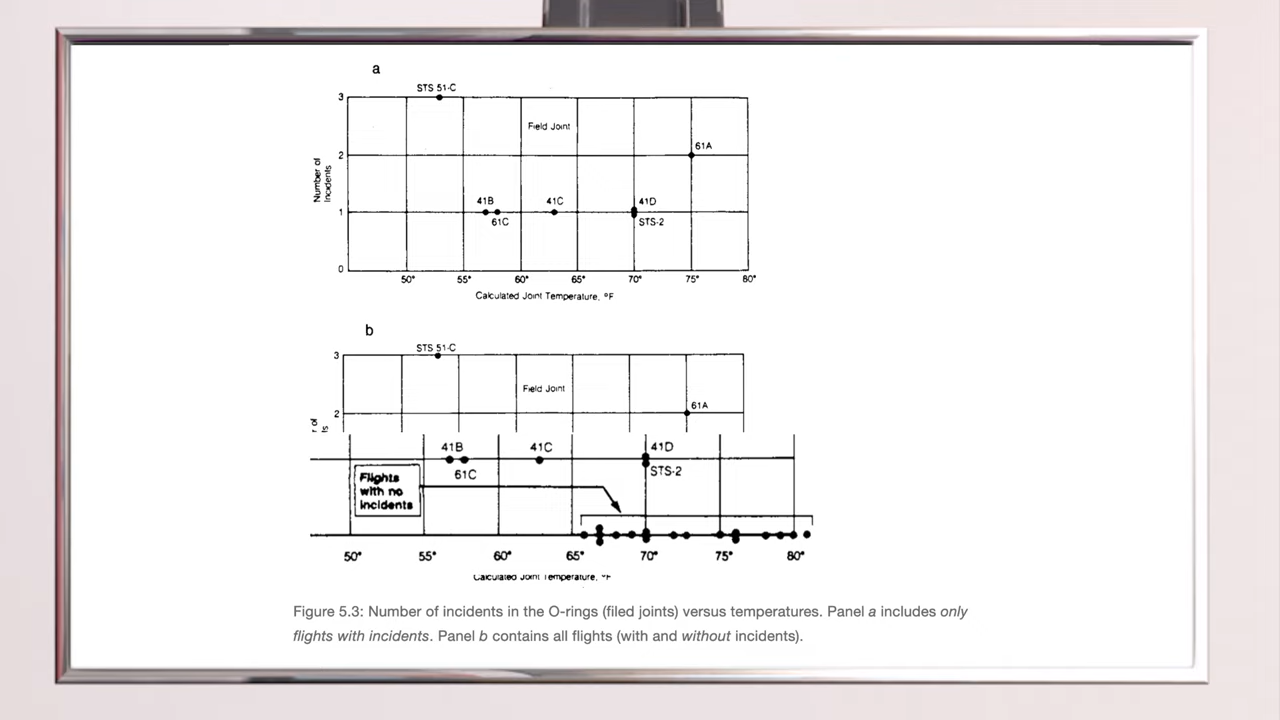 a
STS 51-C
3
Field Joint
61A
2
Number of
Incidents
41B
41C
41D
1
61C
STS-2
0
50° 55° 60° 65° 70° 75° 80°
Calculated Joint Temperature, °F
b
STS 51-C
3
Field Joint
61A
2
41B
41C
41D
61C
STS-2
Flights
with no
incidents
50° 55° 60° 65° 70° 75° 80°
Calculated Joint Temperature, °F
Figure 5.3: Number of incidents in the O-rings (filed joints) versus temperatures. Panel a includes only
flights with incidents. Panel b contains all flights (with and without incidents).